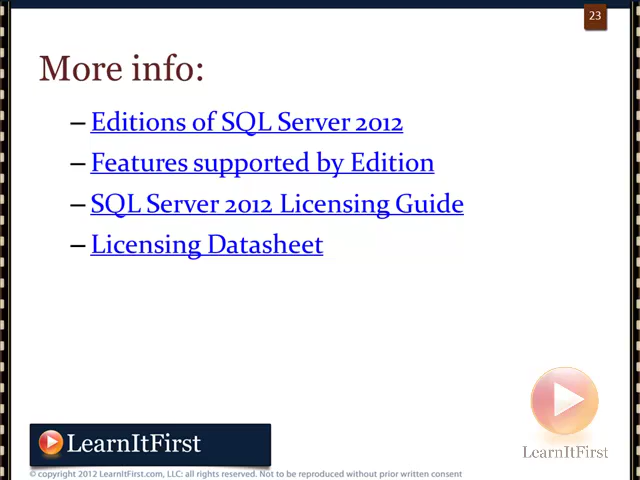 23
More info:
– Editions of SQL Server 2012
– Features supported by Edition
– SQL Server 2012 Licensing Guide
– Licensing Datasheet
LearnItFirst
LearnItFirst
© copyright 2012 LearnItFirst.com, LLC: all rights reserved. Not to be reproduced without prior written consent